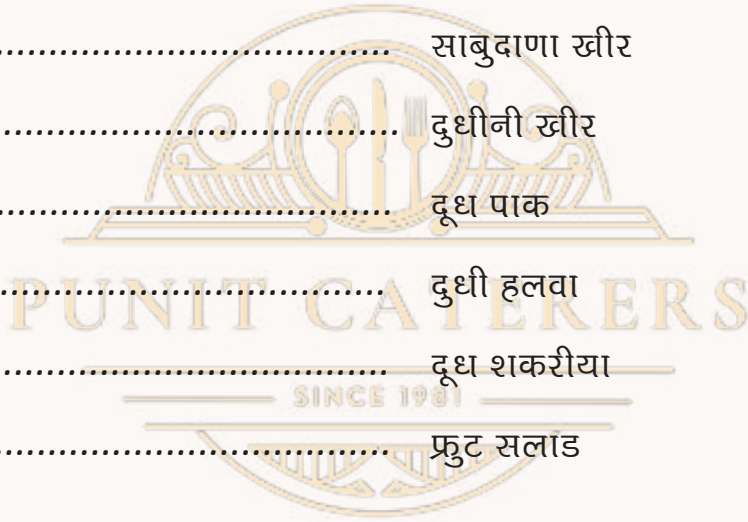 ................................... साबुदाणा खीर
................................... दुधीनी खीर
................................... दूध पाक
PUNIT CATERERS
................................... दुधी हलवा
................................... दूध शकरीया
SINCE 1981
................................... फ्रुट सलाड